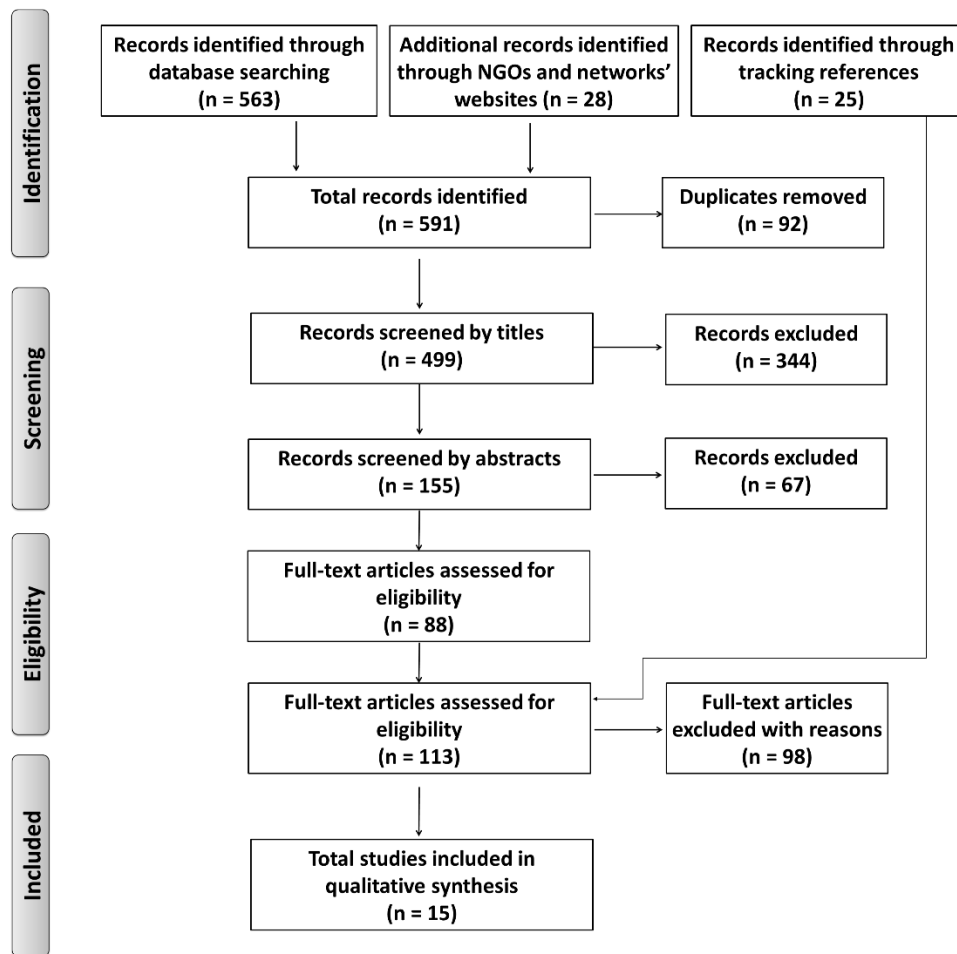 Identification
Records identified through
database searching
(n = 563)
Additional records identified
through NGOs and networks’
websites (n = 28)
Records identified through
tracking references
(n = 25)
Total records identified
(n = 591)
Duplicates removed
(n = 92)
Screening
Records screened by titles
(n = 499)
Records excluded
(n = 344)
Records screened by abstracts
(n = 155)
Records excluded
(n = 67)
Eligibility
Full-text articles assessed for
eligibility
(n = 88)
Full-text articles assessed for
eligibility
(n = 113)
Full-text articles
excluded with reasons
(n = 98)
Included
Total studies included in
qualitative synthesis
(n = 15)